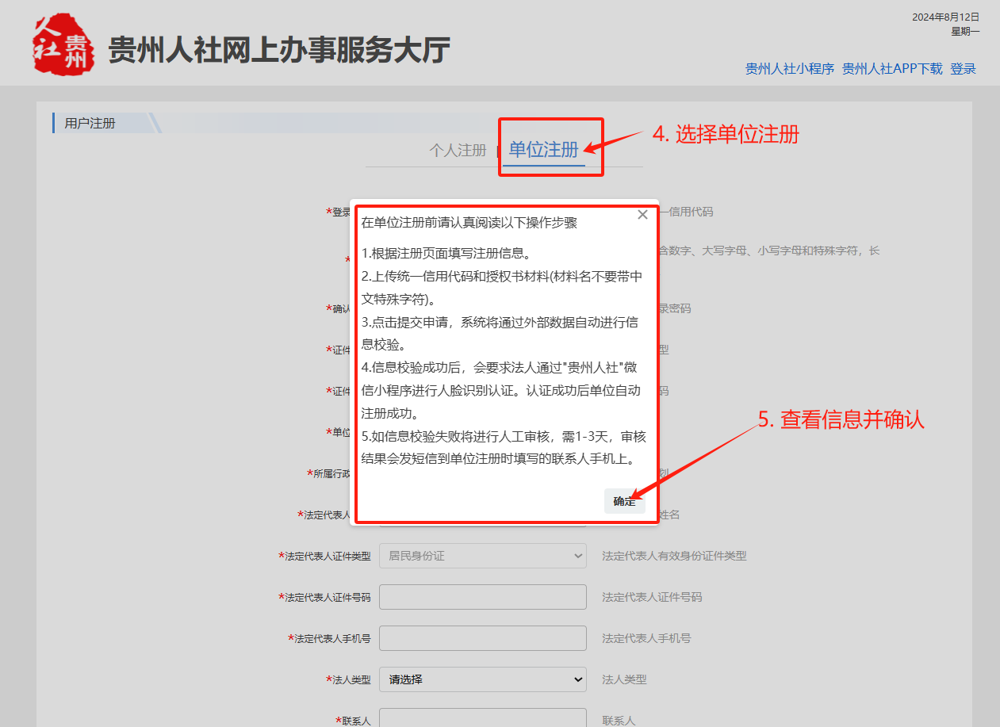 2024年8月12日
星期一
人社贵州
贵州人社网上办事服务大厅
贵州人社小程序 贵州人社APP下载 登录
用户注册
个人注册 单位注册
4. 选择单位注册
*登录
一信用代码
在单位注册前请认真阅读以下操作步骤
1.根据注册页面填写注册信息。
*
含数字、大写字母、小写字母和特殊字符，长
2.上传统一信用代码和授权书材料(材料名不要带中
文特殊字符)。
*确认
录密码
3.点击提交申请，系统将通过外部数据自动进行信
息校验。
*证件
型
4.信息校验成功后，会要求法人通过"贵州人社"微
信小程序进行人脸识别认证。认证成功后单位自动
注册成功。
*证件
码
*单位
5.如信息校验失败将进行人工审核，需1-3天，审核
结果会发短信到单位注册时填写的联系人手机上。
5. 查看信息并确认
*所属行政
划
确定
*法定代表人
姓名
*法定代表人证件类型 居民身份证 法定代表人有效身份证件类型
*法定代表人证件号码 法定代表人证件号码
*法定代表人手机号 法定代表人手机号
*法人类型 请选择 法人类型
*联系人 联系人